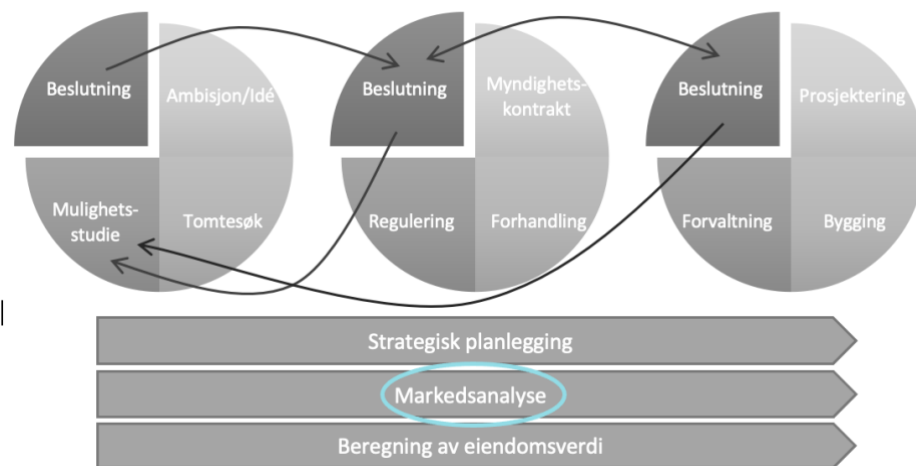 Beslutning
Ambisjon/Idé
Mulighets-
studie
Tomtesøk
Beslutning
Myndighets-
kontrakt
Regulering
Forhandling
Beslutning
Prosjektering
Forvaltning
Bygging
Strategisk planlegging
Markedsanalyse
Beregning av eiendomsverdi